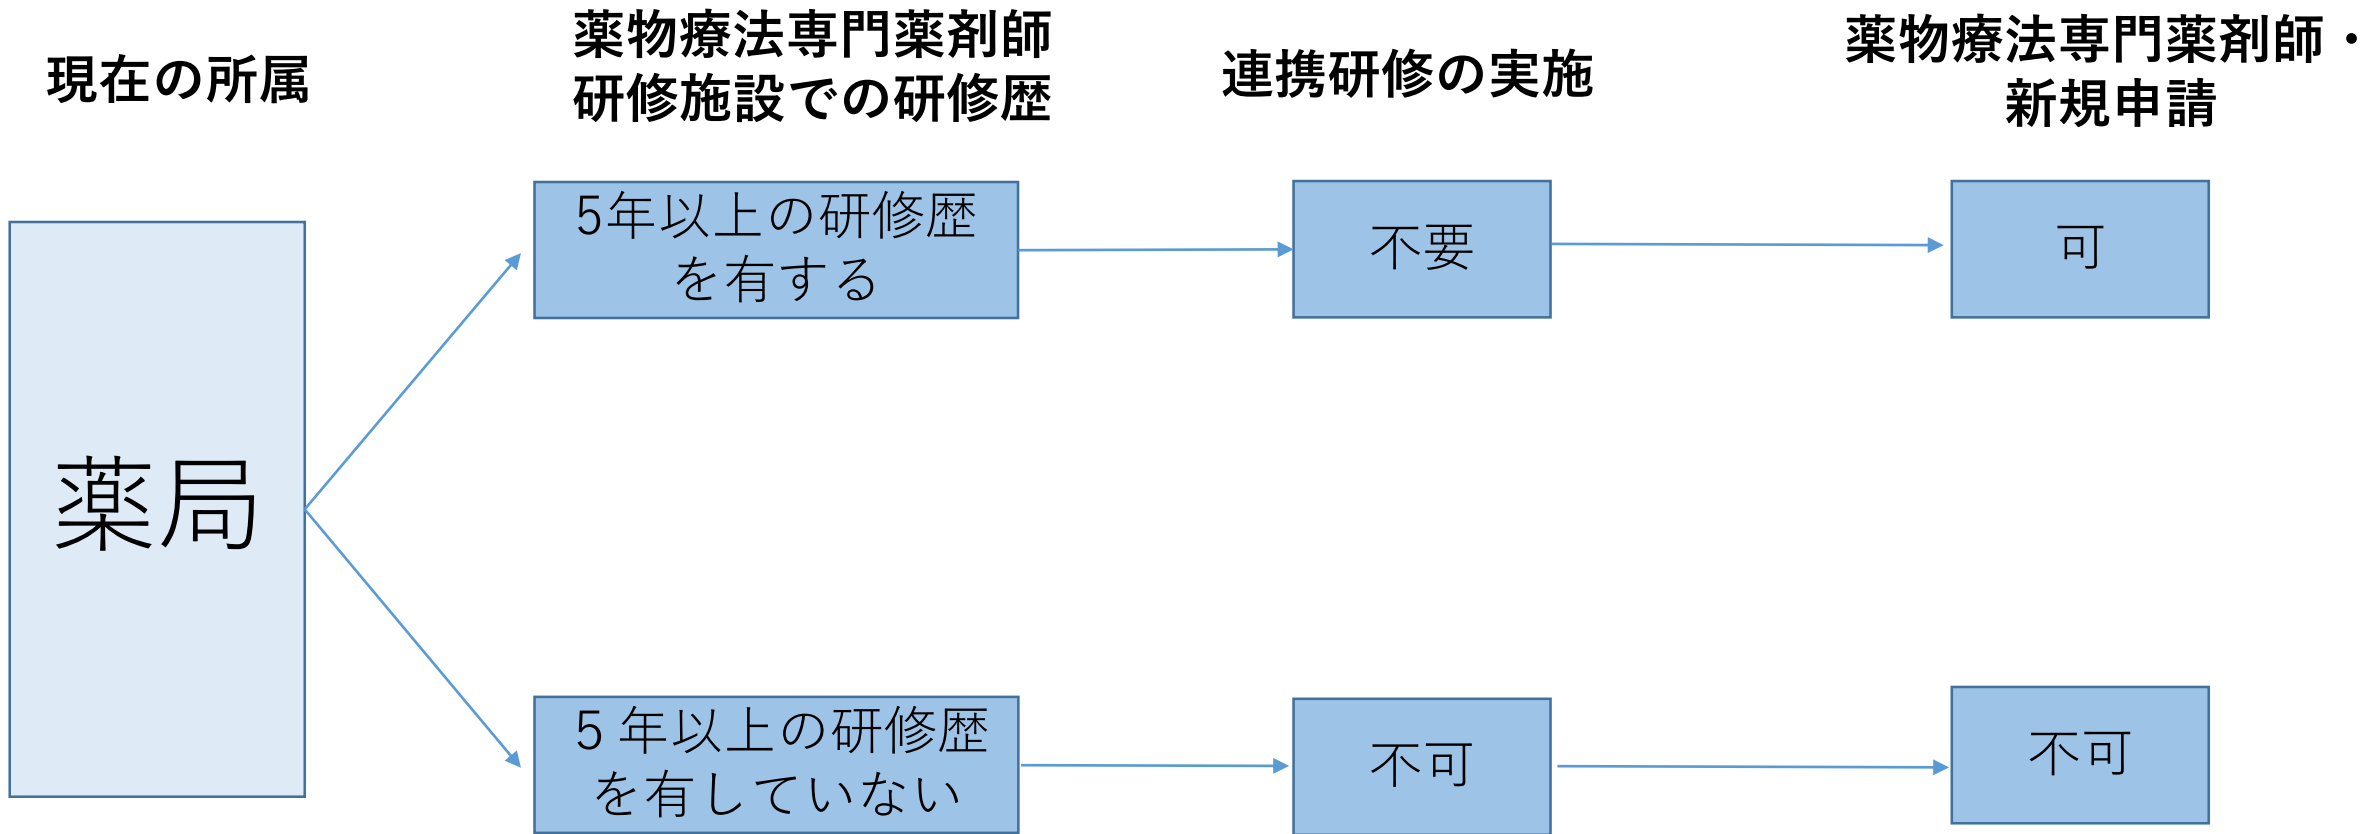 現在の所属
薬物療法専門薬剤師
研修施設での研修歴
連携研修の実施
薬物療法専門薬剤師・
新規申請
薬局
5年以上の研修歴
を有する
不要
可
5 年以上の研修歴
を有していない
不可
不可